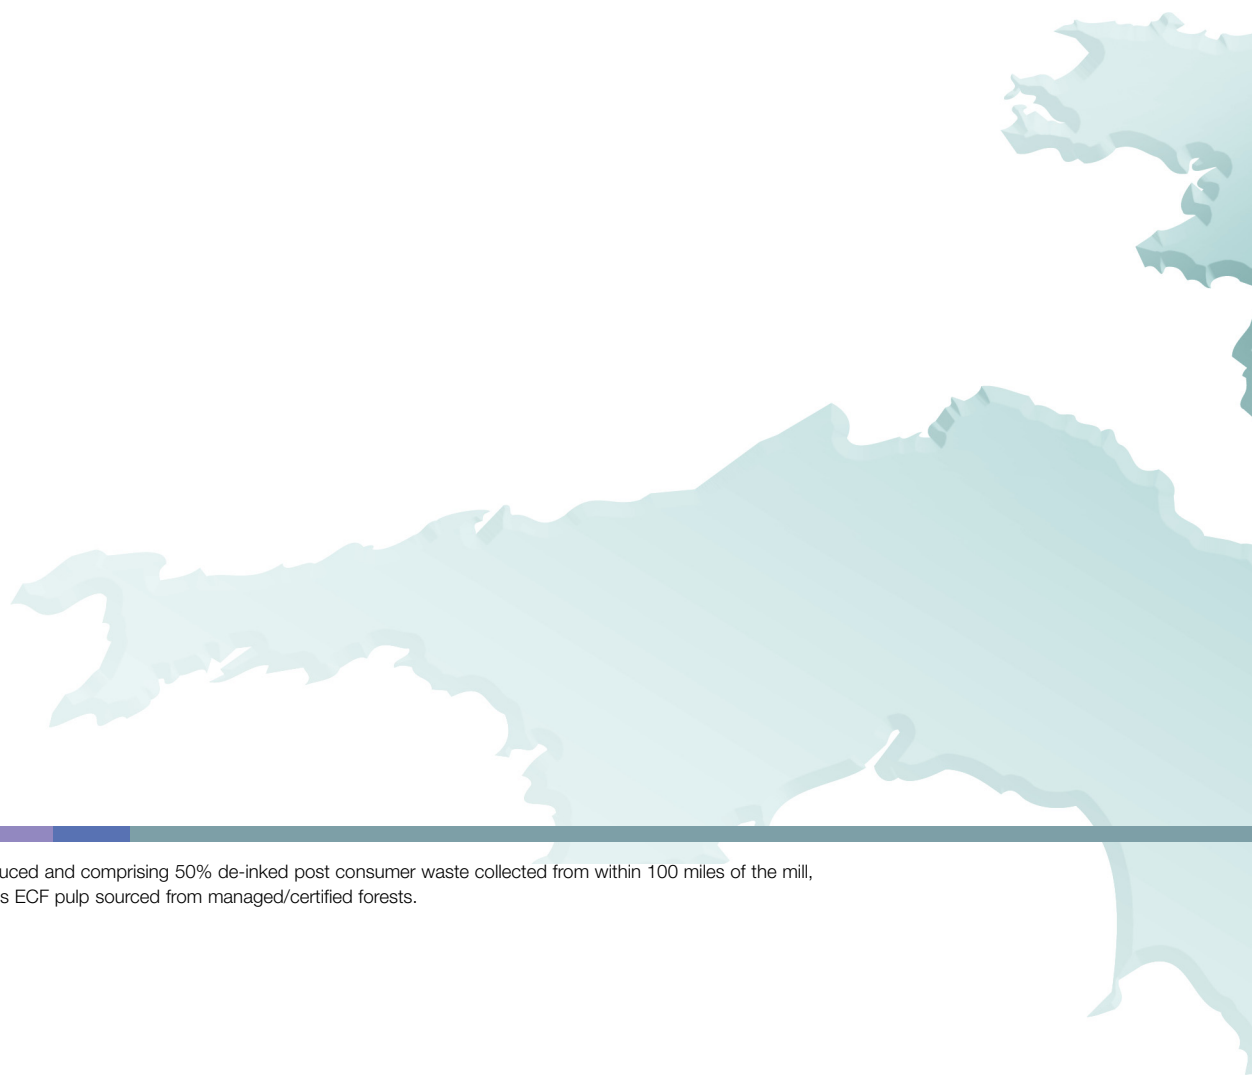 uced and comprising 50% de-inked post consumer waste collected from within 100 miles of the mill,
s ECF pulp sourced from managed/certified forests.